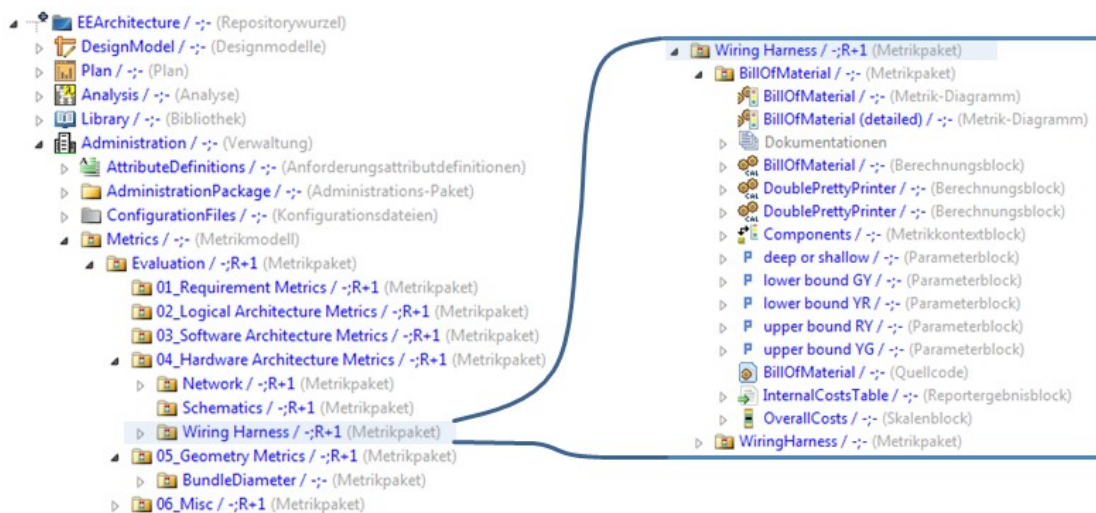 EEArchitecture / -;- (Repositorywurzel)
DesignModel / -;- (Designmodelle)
Plan / -;- (Plan)
Analysis / -;- (Analyse)
Library / -;- (Bibliothek)
Administration / -;- (Verwaltung)
AttributeDefinitions / -;- (Anforderungsattributdefinitionen)
AdministrationPackage / -;- (Administrations-Paket)
ConfigurationFiles / -;- (Konfigurationsdateien)
Metrics / -;- (Metrikmodell)
Evaluation / -;R+1 (Metrikpaket)
01_Requirement Metrics / -;R+1 (Metrikpaket)
02_Logical Architecture Metrics / -;R+1 (Metrikpaket)
03_Software Architecture Metrics / -;R+1 (Metrikpaket)
04_Hardware Architecture Metrics / -;R+1 (Metrikpaket)
Network / -;R+1 (Metrikpaket)
Schematics / -;R+1 (Metrikpaket)
Wiring Harness / -;R+1 (Metrikpaket)
05_Geometry Metrics / -;R+1 (Metrikpaket)
BundleDiameter / -;- (Metrikpaket)
06_Misc / -;R+1 (Metrikpaket)
Wiring Harness / -;R+1 (Metrikpaket)
BillOfMaterial / -;- (Metrikpaket)
BillOfMaterial / -;- (Metrik-Diagramm)
BillOfMaterial (detailed) / -;- (Metrik-Diagramm)
Dokumentationen
BillOfMaterial / -;- (Berechnungsblock)
DoublePrettyPrinter / -;- (Berechnungsblock)
DoublePrettyPrinter / -;- (Berechnungsblock)
Components / -;- (Metrikkontextblock)
P deep or shallow / -;- (Parameterblock)
P lower bound GY / -;- (Parameterblock)
P lower bound YR / -;- (Parameterblock)
P upper bound RY / -;- (Parameterblock)
P upper bound YG / -;- (Parameterblock)
BillOfMaterial / -;- (Quellcode)
InternalCostsTable / -;- (Reportergebnisblock)
OverallCosts / -;- (Skalenblock)
WiringHarness / -;- (Metrikpaket)